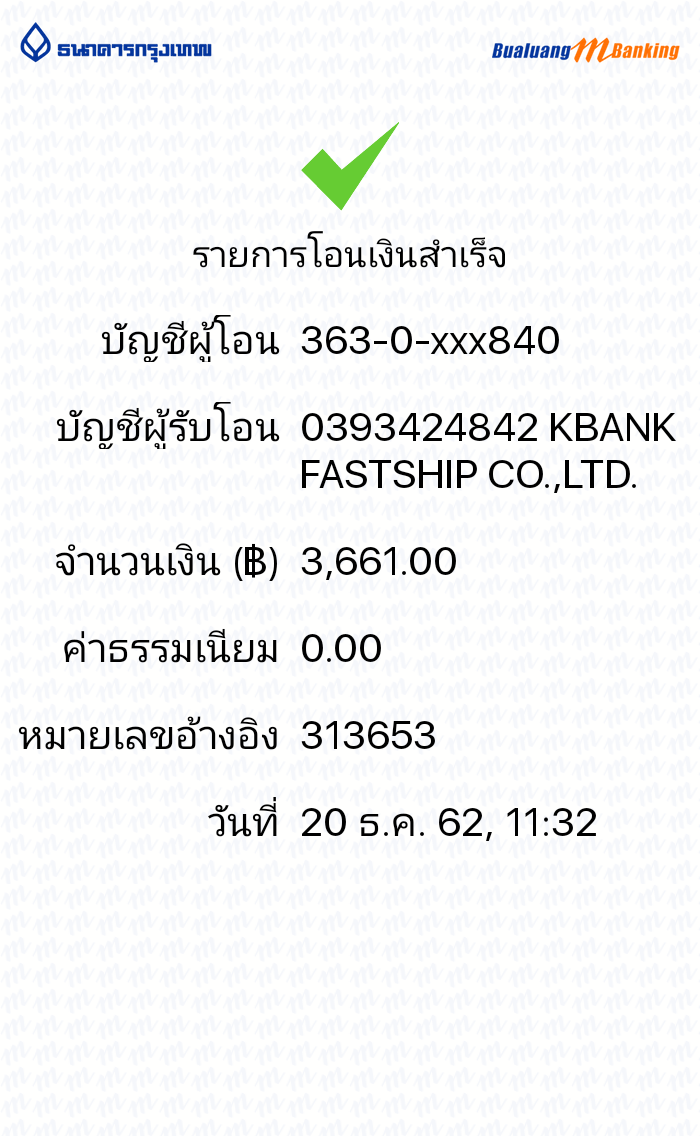 ธนาคารกรุงเทพ
Bualuang m Banking
รายการโอนเงินสำเร็จ
บัญชีผู้โอน 363-0-xxx840
บัญชีผู้รับโอน 0393424842 KBANK
FASTSHIP CO.,LTD.
จำนวนเงิน (฿) 3,661.00
ค่าธรรมเนียม 0.00
หมายเลขอ้างอิง 313653
วันที่ 20 ธ.ค. 62, 11:32